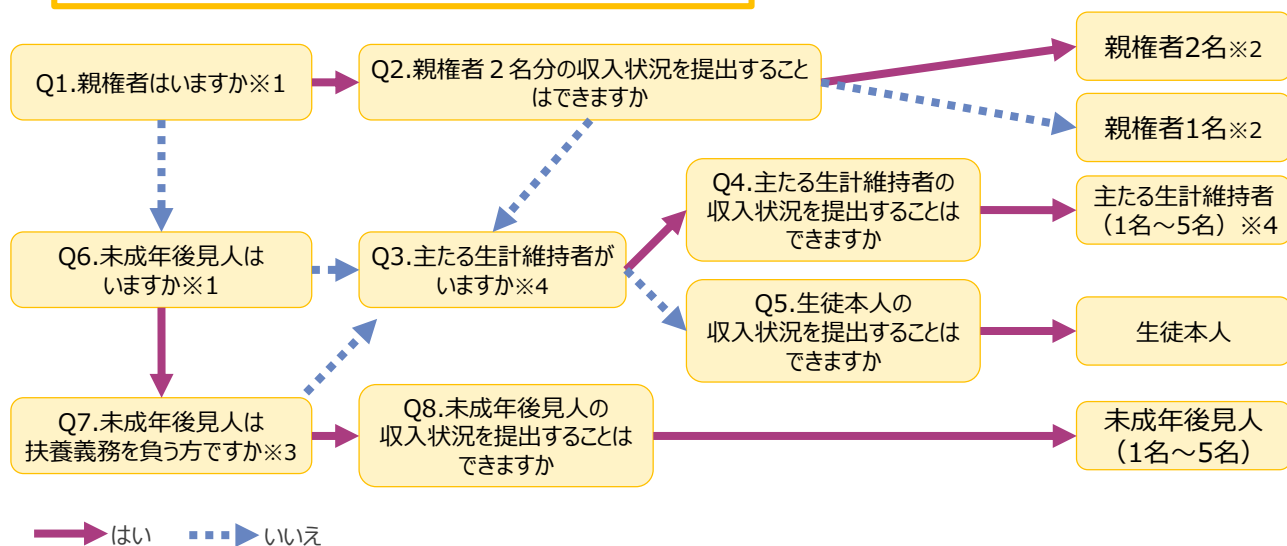 Q1.親権者はいますか※1
Q2.親権者２名分の収入状況を提出すること
はできますか
親権者2名※2
親権者1名※2
Q4.主たる生計維持者の
収入状況を提出することは
できますか
主たる生計維持者
（1名～5名）※4
Q6.未成年後見人は
いますか※1
Q3.主たる生計維持者が
いますか※4
Q5.生徒本人の
収入状況を提出することは
できますか
生徒本人
Q7.未成年後見人は
扶養義務を負う方ですか※3
Q8.未成年後見人の
収入状況を提出することは
できますか
未成年後見人
（1名～5名）
はい
いいえ